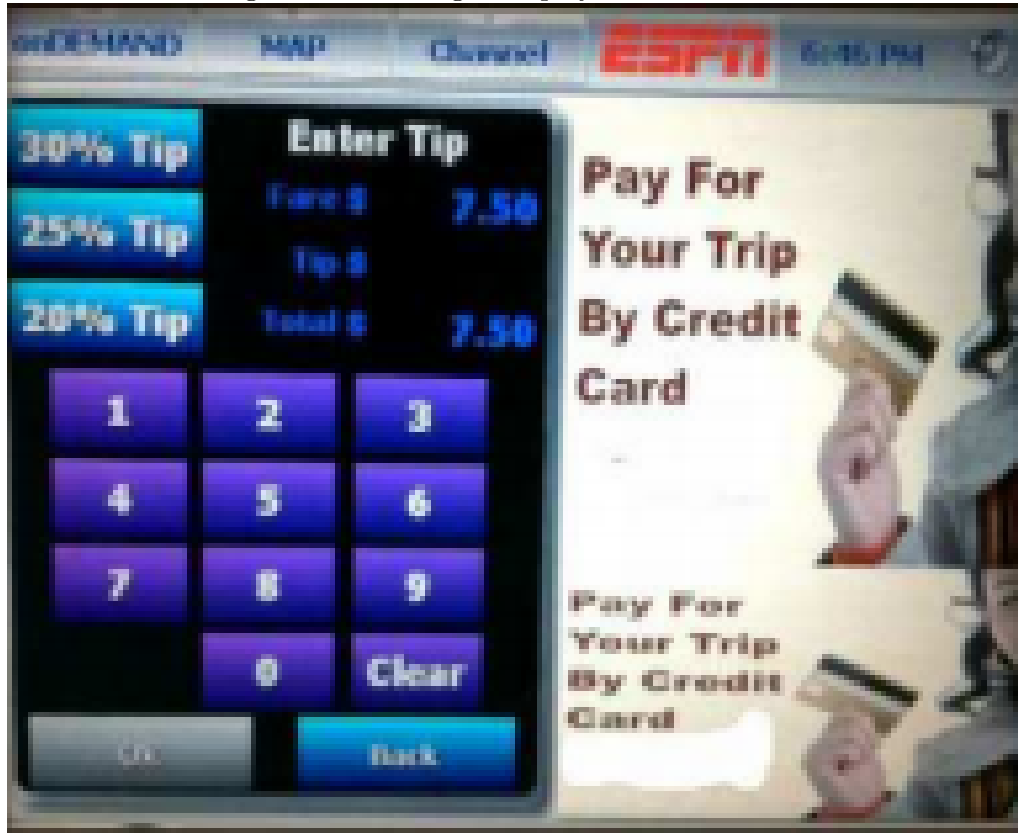 onDEMAND MAP Channel ESPN 6:46 PM
30% Tip
25% Tip
20% Tip
Enter Tip
Fare $ 7.50
Tip $
Total $ 7.50
1 2 3
4 5 6
7 8 9
0 Clear
Back
Pay For
Your Trip
By Credit
Card
Pay For
Your Trip
By Credit
Card